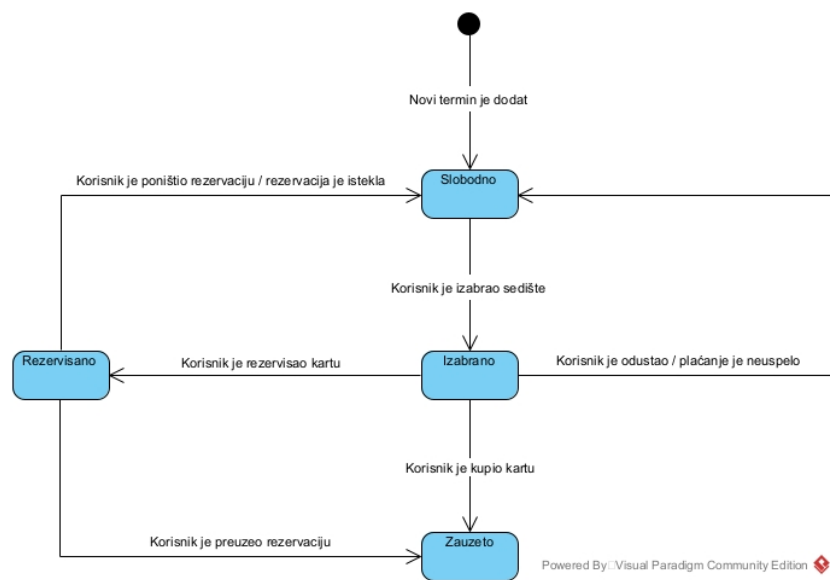 Novi termin je dodat
Korisnik je poništio rezervaciju / rezervacija je istekla
Slobodno
Korisnik je izabrao sedište
Rezervisano
Korisnik je rezervisao kartu
Izabrano
Korisnik je odustao / plaćanje je neuspelo
Korisnik je kupio kartu
Korisnik je preuzeo rezervaciju
Zauzeto
Powered By Visual Paradigm Community Edition